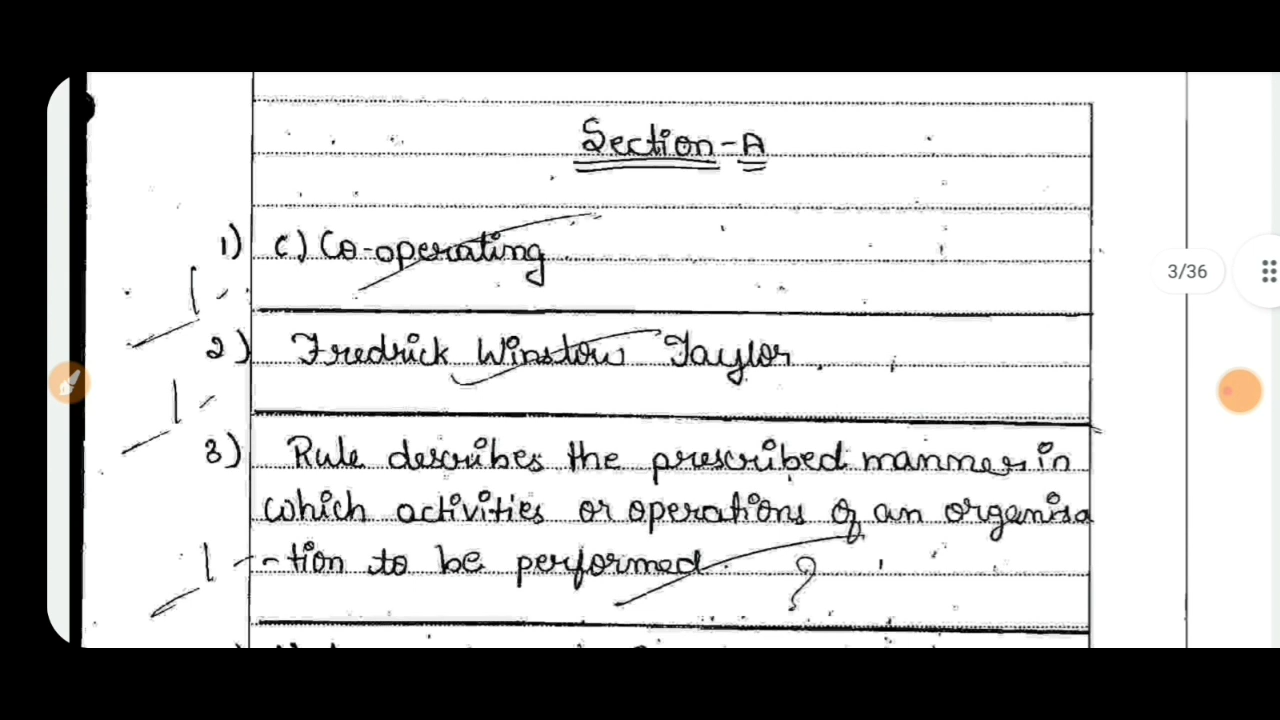 Section-A
1) C) Co-operating.
1
2) Fredrick Winslow Taylor.
1
3) Rule describes the prescribed manner in
which activities or operations of an organisa
1 -tion to be performed. ?
3/36